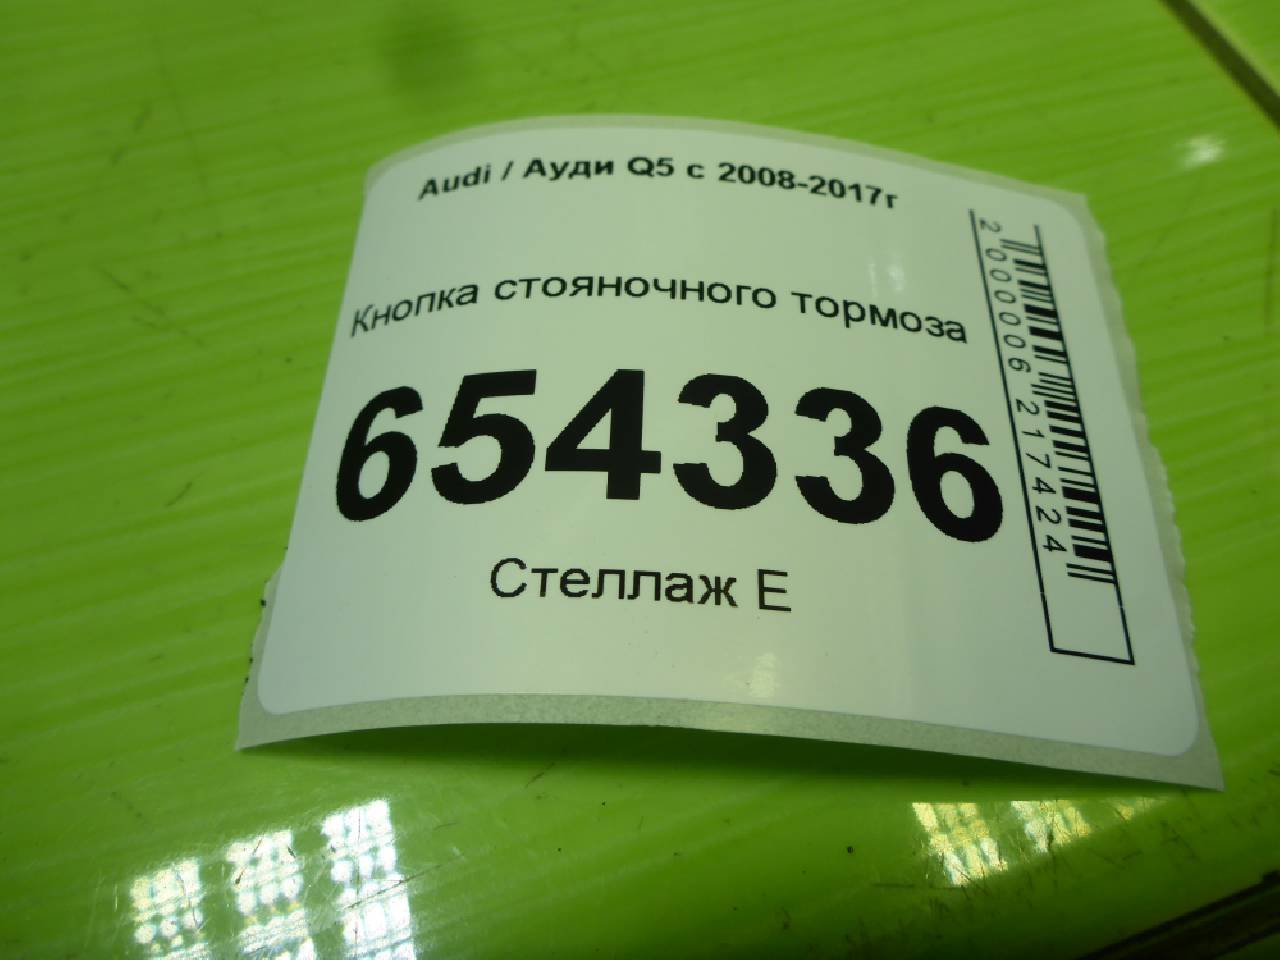 Audi / Ауди Q5 с 2008-2017г
Кнопка стояночного тормоза
654336
Стеллаж Е
2000006217424